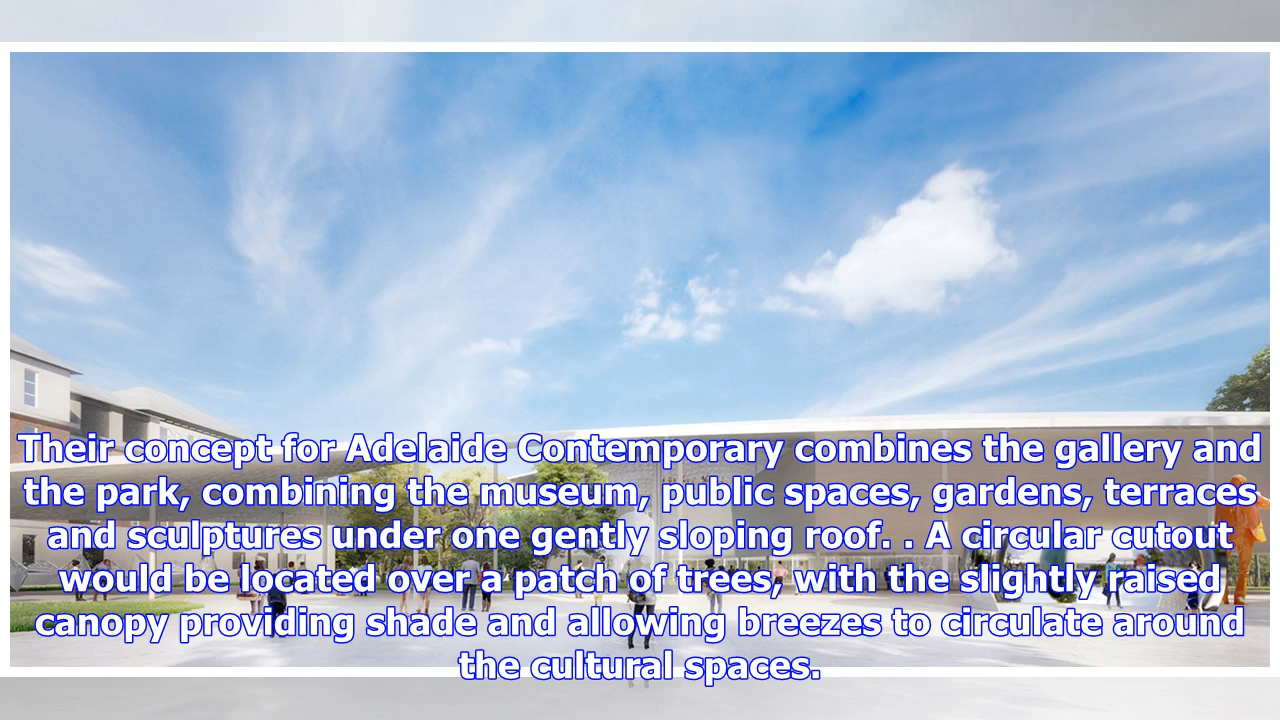 Their concept for Adelaide Contemporary combines the gallery and
the park, combining the museum, public spaces, gardens, terraces
and sculptures under one gently sloping roof. . A circular cutout
would be located over a patch of trees, with the slightly raised
canopy providing shade and allowing breezes to circulate around
the cultural spaces.